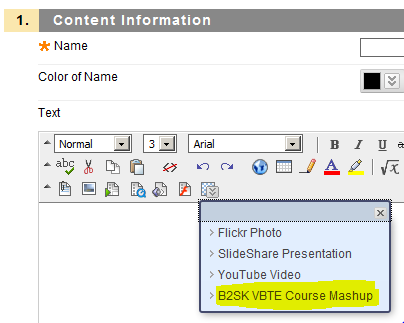 1. Content Information
Name
Color of Name
Text
Normal 3 Arial B I U abc
abc
Flickr Photo
SlideShare Presentation
YouTube Video
B2SK VBTE Course Mashup